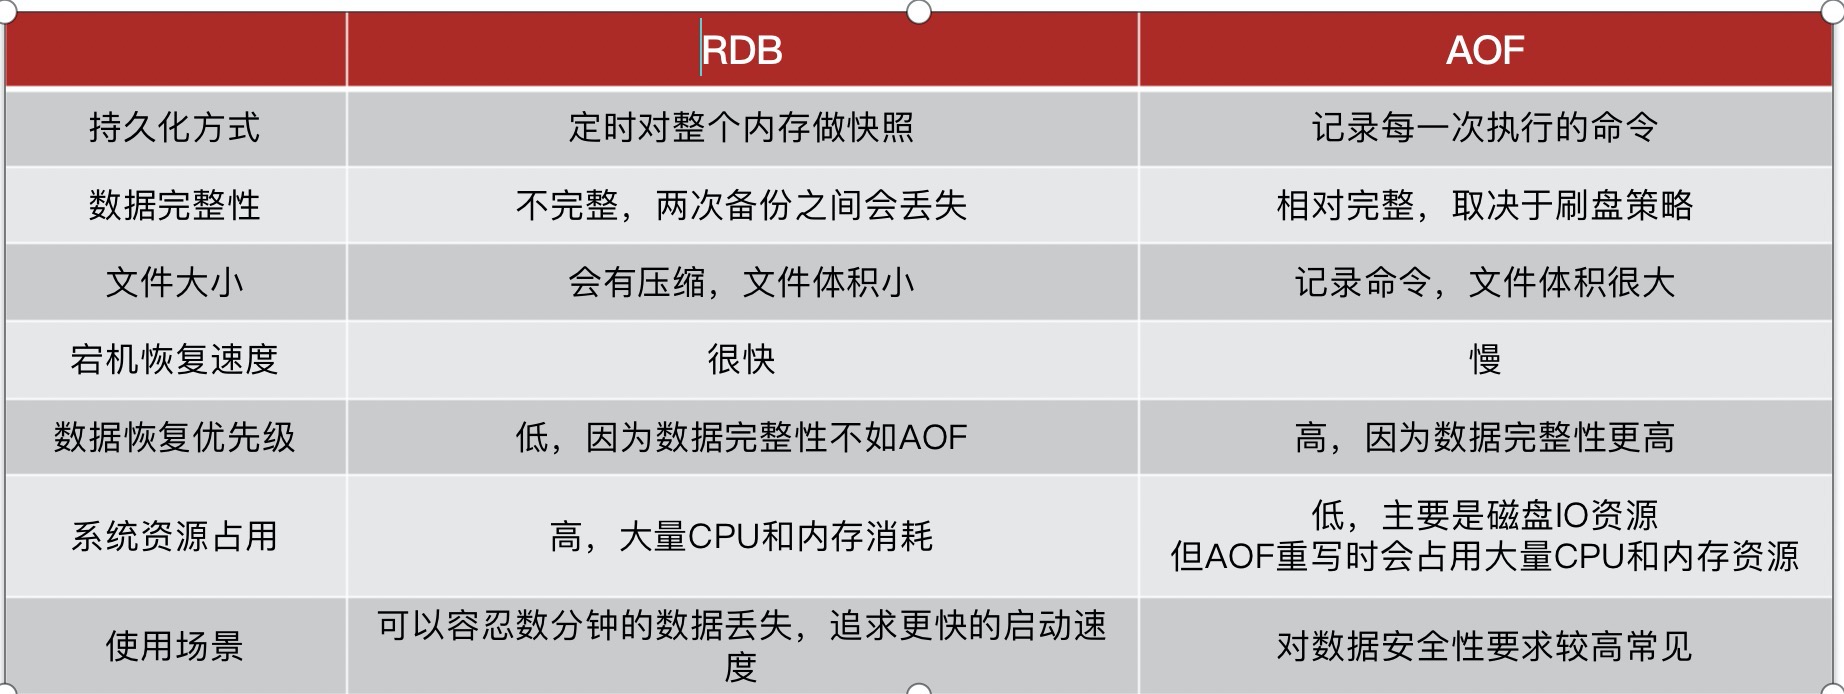 RDB AOF
持久化方式 定时对整个内存做快照 记录每一次执行的命令
数据完整性 不完整，两次备份之间会丢失 相对完整，取决于刷盘策略
文件大小 会有压缩，文件体积小 记录命令，文件体积很大
宕机恢复速度 很快 慢
数据恢复优先级 低，因为数据完整性不如AOF 高，因为数据完整性更高
系统资源占用 高，大量CPU和内存消耗 低，主要是磁盘IO资源
但AOF重写时会占用大量CPU和内存资源
使用场景 可以容忍数分钟的数据丢失，追求更快的启动速
度 对数据安全性要求较高常见